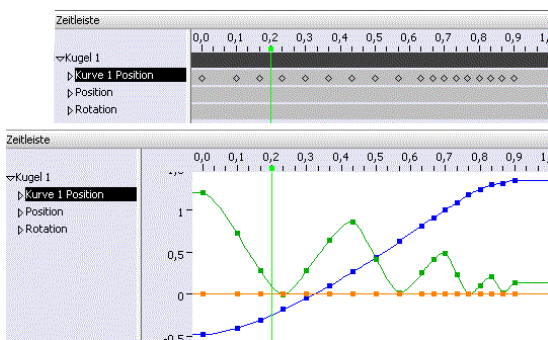 Zeitleiste
0,0 0,1 0,2 0,3 0,4 0,5 0,6 0,7 0,8 0,9 1,
Kugel 1
Kurve 1 Position
Position
Rotation
Zeitleiste
0,0 0,1 0,2 0,3 0,4 0,5 0,6 0,7 0,8 0,9 1,
Kugel 1
Kurve 1 Position
Position
Rotation
1
0,5
0
-0,5